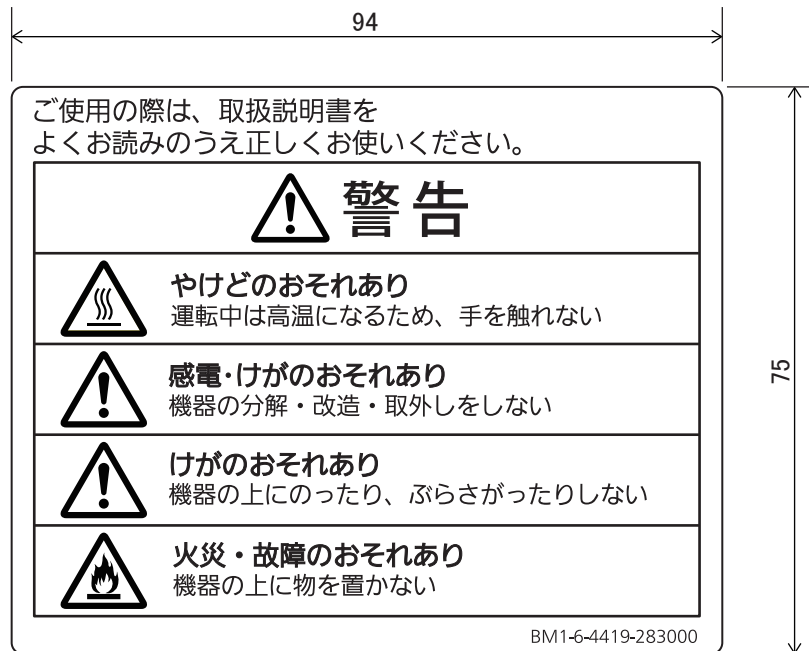 94
ご使用の際は、取扱説明書を
よくお読みのうえ正しくお使いください。
警告
やけどのおそれあり
運転中は高温になるため、手を触れない
感電・けがのおそれあり
機器の分解・改造・取外しをしない
けがのおそれあり
機器の上にのったり、ぶらさがったりしない
火災・故障のおそれあり
機器の上に物を置かない
BM1-6-4419-283000
75